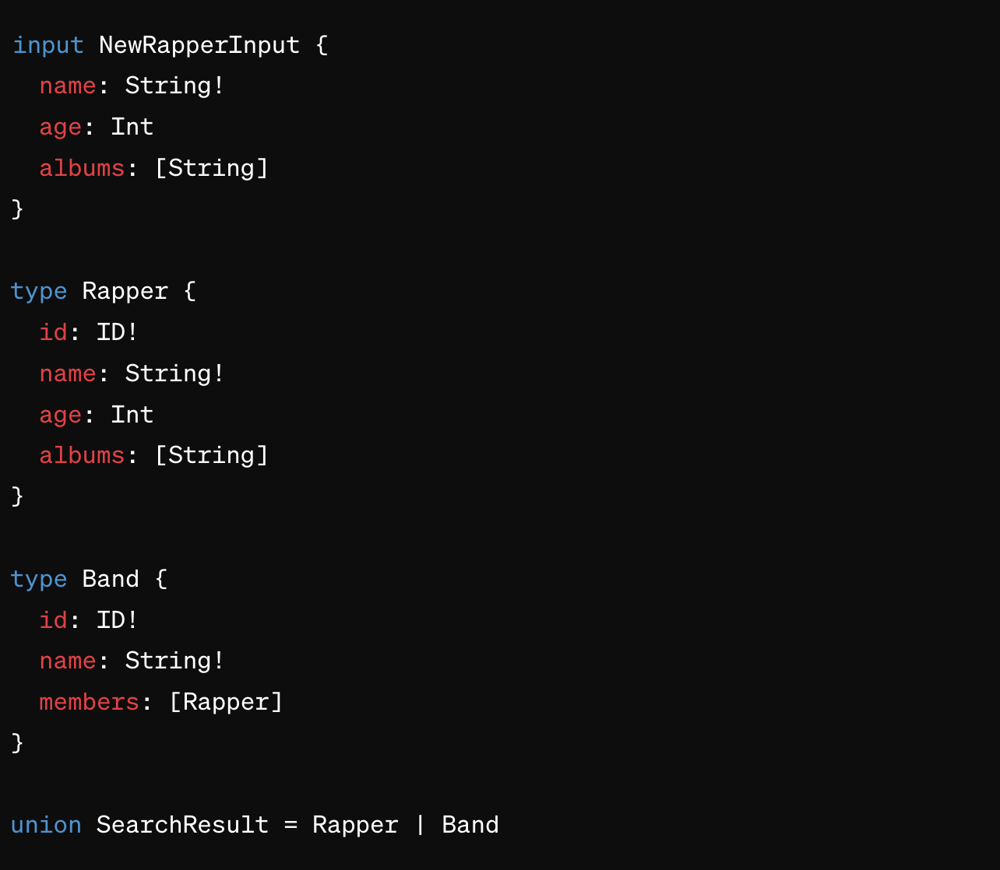 input NewRapperInput {
  name: String!
  age: Int
  albums: [String]
}

type Rapper {
  id: ID!
  name: String!
  age: Int
  albums: [String]
}

type Band {
  id: ID!
  name: String!
  members: [Rapper]
}

union SearchResult = Rapper | Band